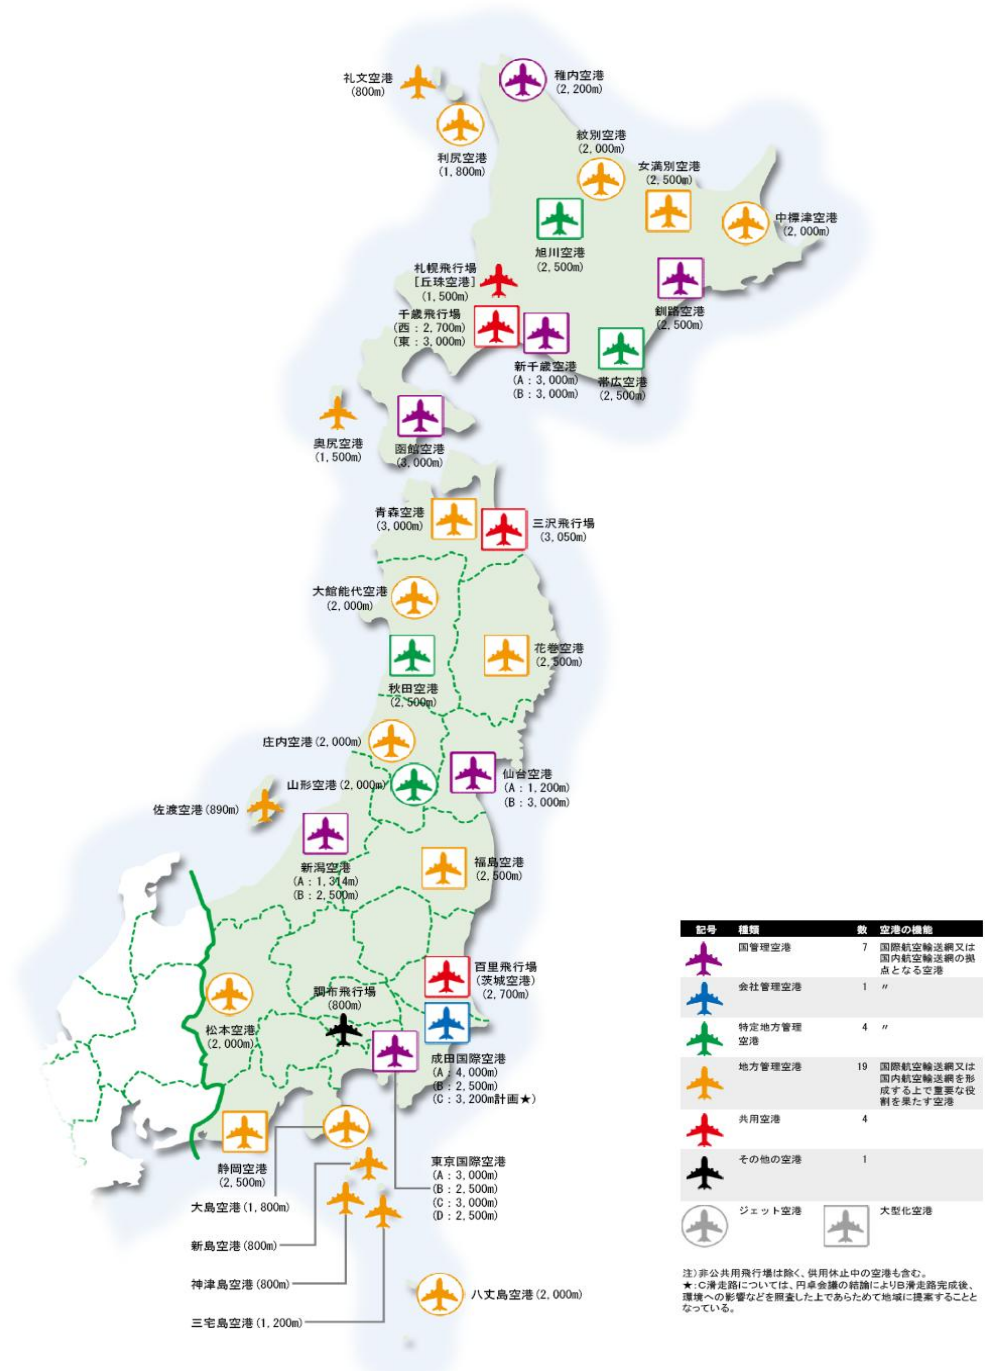 礼文空港
(800m)
稚内空港
(2,200m)
利尻空港
(1,800m)
紋別空港
(2,000m)
女満別空港
(2,500m)
中標津空港
(2,000m)
旭川空港
(2,500m)
札幌飛行場
[丘珠空港]
(1,500m)
釧路空港
(2,500m)
千歳飛行場
(西：2,700m)
(東：3,000m)
新千歳空港
(A：3,000m)
(B：3,000m)
帯広空港
(2,500m)
奥尻空港
(1,500m)
函館空港
(3,000m)
青森空港
(3,000m)
三沢飛行場
(3,050m)
大館能代空港
(2,000m)
花巻空港
(2,500m)
秋田空港
(2,500m)
庄内空港(2,000m)
山形空港(2,000m)
仙台空港
(A：1,200m)
(B：3,000m)
佐渡空港(890m)
新潟空港
(A：1,314m)
(B：2,500m)
福島空港
(2,500m)
百里飛行場
(茨城空港)
(2,700m)
調布飛行場
(800m)
松本空港
(2,000m)
成田国際空港
(A：4,000m)
(B：2,500m)
(C：3,200m計画★)
静岡空港
(2,500m)
東京国際空港
(A：3,000m)
(B：2,500m)
(C：3,000m)
(D：2,500m)
大島空港(1,800m)
新島空港(800m)
神津島空港(800m)
三宅島空港(1,200m)
八丈島空港(2,000m)
記号 種類 数 空港の機能
国管理空港 7 国際航空輸送網又は
国内航空輸送網の拠
点となる空港
会社管理空港 1 〃
特定地方管理
空港 4 〃
地方管理空港 19 国際航空輸送網又は
国内航空輸送網を形
成する上で重要な役
割を果たす空港
共用空港 4
その他の空港 1
ジェット空港 大型化空港
注)非公共用飛行場は除く、供用休止中の空港も含む。
★:C滑走路については、円卓会議の結論によりB滑走路完成後、
環境への影響などを照査した上であらためて地域に提案することと
なっている。